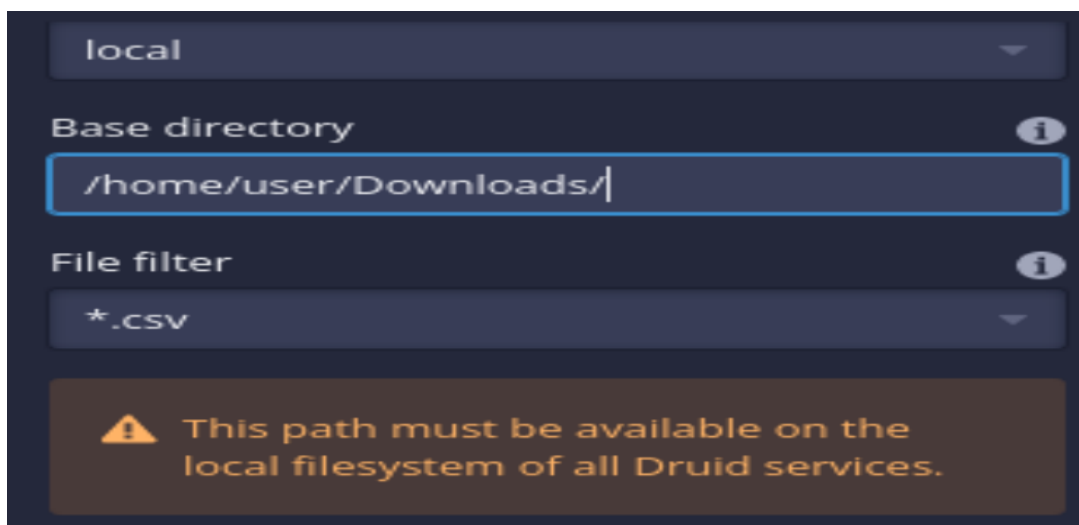 local
Base directory
/home/user/Downloads/
File filter
*.csv
This path must be available on the
local filesystem of all Druid services.